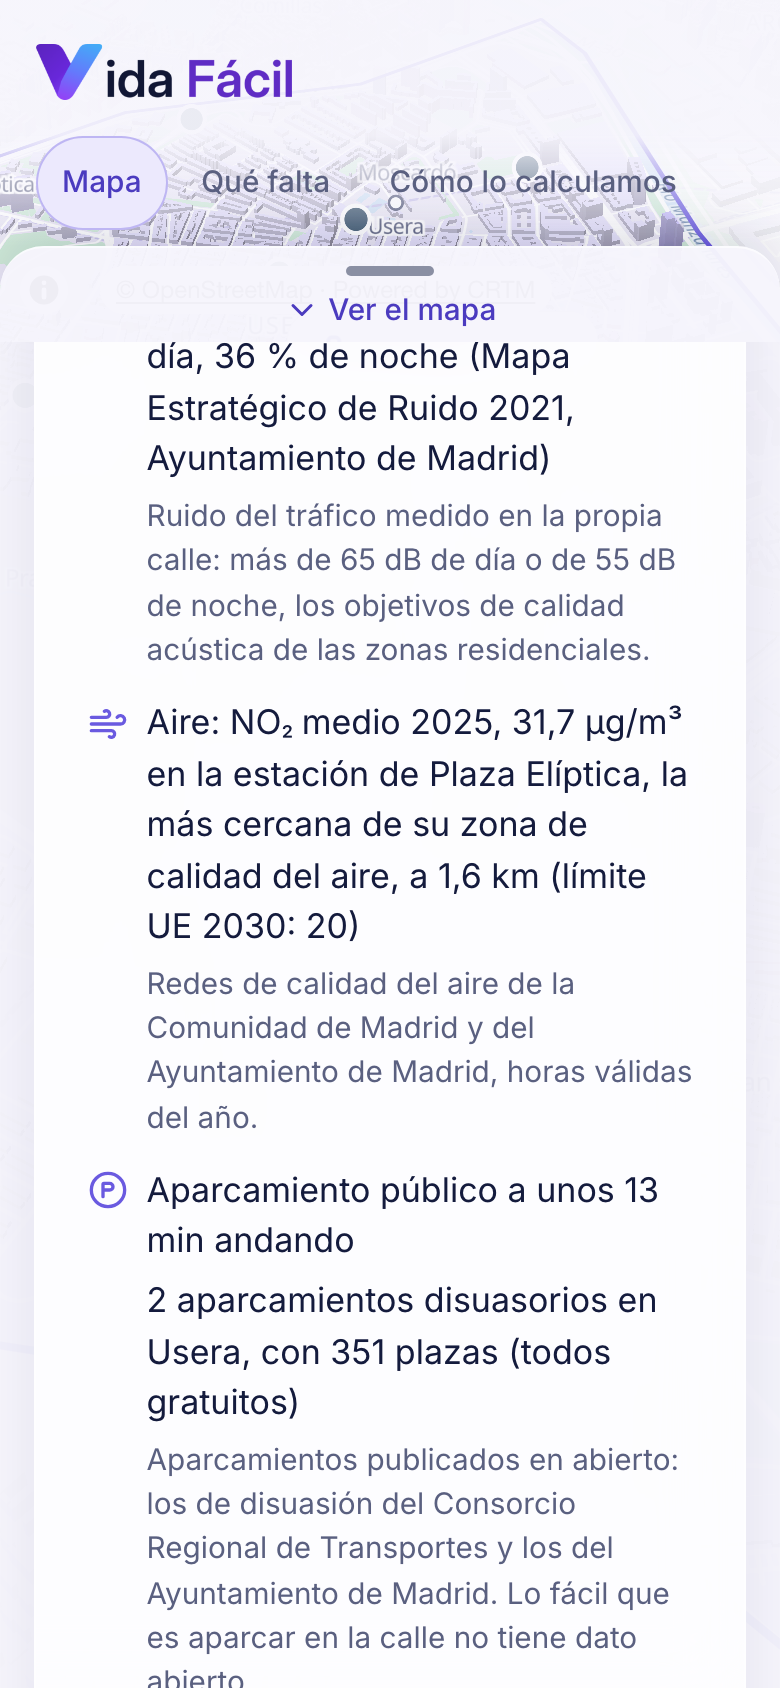 Vida Fácil
Mapa
Qué falta
Cómo lo calculamos
Moscardó
Usera
© OpenStreetMap · Powered by CRTM
USE
Ver el mapa
día, 36 % de noche (Mapa
Estratégico de Ruido 2021,
Ayuntamiento de Madrid)
Ruido del tráfico medido en la propia
calle: más de 65 dB de día o de 55 dB
de noche, los objetivos de calidad
acústica de las zonas residenciales.
Aire: NO₂ medio 2025, 31,7 µg/m³
en la estación de Plaza Elíptica, la
más cercana de su zona de
calidad del aire, a 1,6 km (límite
UE 2030: 20)
Redes de calidad del aire de la
Comunidad de Madrid y del
Ayuntamiento de Madrid, horas válidas
del año.
Aparcamiento público a unos 13
min andando
2 aparcamientos disuasorios en
Usera, con 351 plazas (todos
gratuitos)
Aparcamientos publicados en abierto:
los de disuasión del Consorcio
Regional de Transportes y los del
Ayuntamiento de Madrid. Lo fácil que
es aparcar en la calle no tiene dato
abierto